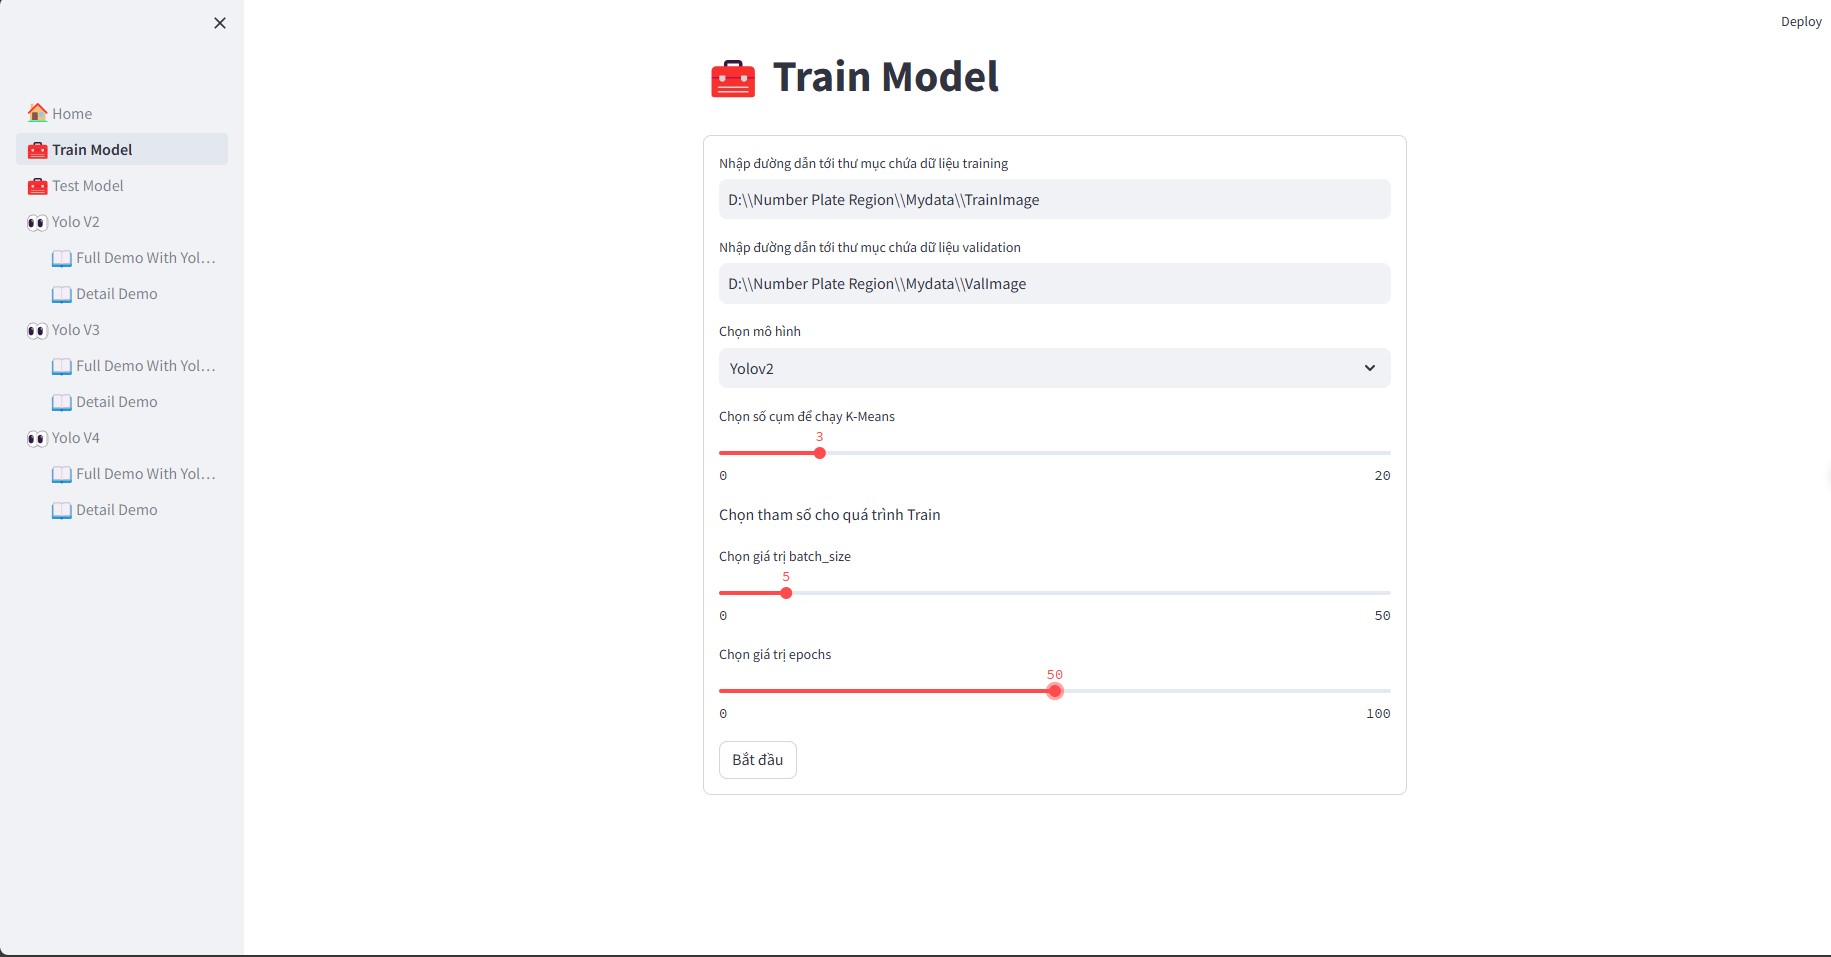 Deploy
Home
Train Model
Test Model
Yolo V2
Full Demo With Yol...
Detail Demo
Yolo V3
Full Demo With Yol...
Detail Demo
Yolo V4
Full Demo With Yol...
Detail Demo
Train Model
Nhập đường dẫn tới thư mục chứa dữ liệu training
D:\\Number Plate Region\\Mydata\\TrainImage
Nhập đường dẫn tới thư mục chứa dữ liệu validation
D:\\Number Plate Region\\Mydata\\ValImage
Chọn mô hình
Yolov2
Chọn số cụm để chạy K-Means
3
0 20
Chọn tham số cho quá trình Train
Chọn giá trị batch_size
5
0 50
Chọn giá trị epochs
50
0 100
Bắt đầu